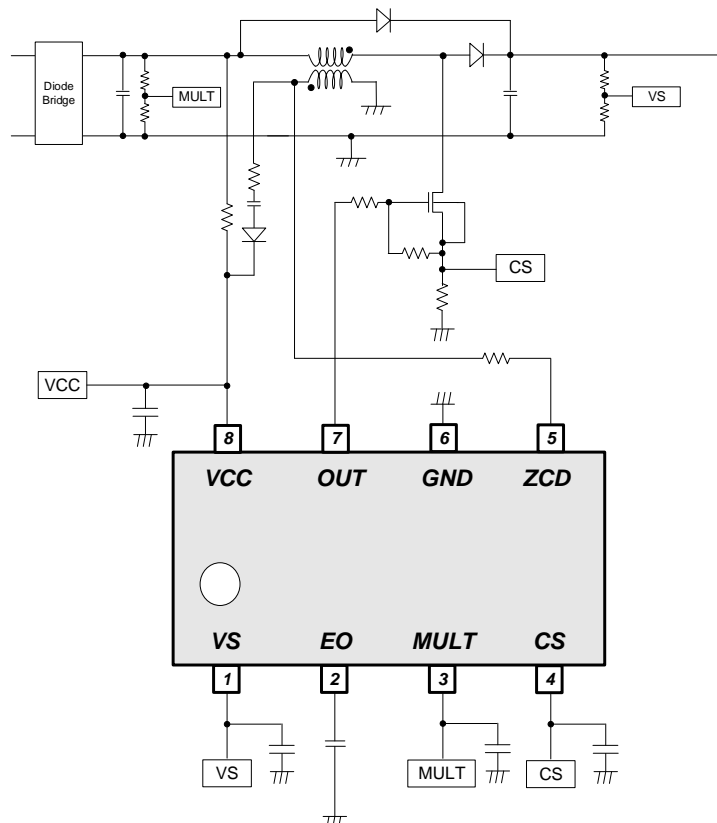 Diode
Bridge
MULT
VS
CS
VCC
8
7
6
5
VCC
OUT
GND
ZCD
VS
EO
MULT
CS
1
2
3
4
VS
MULT
CS